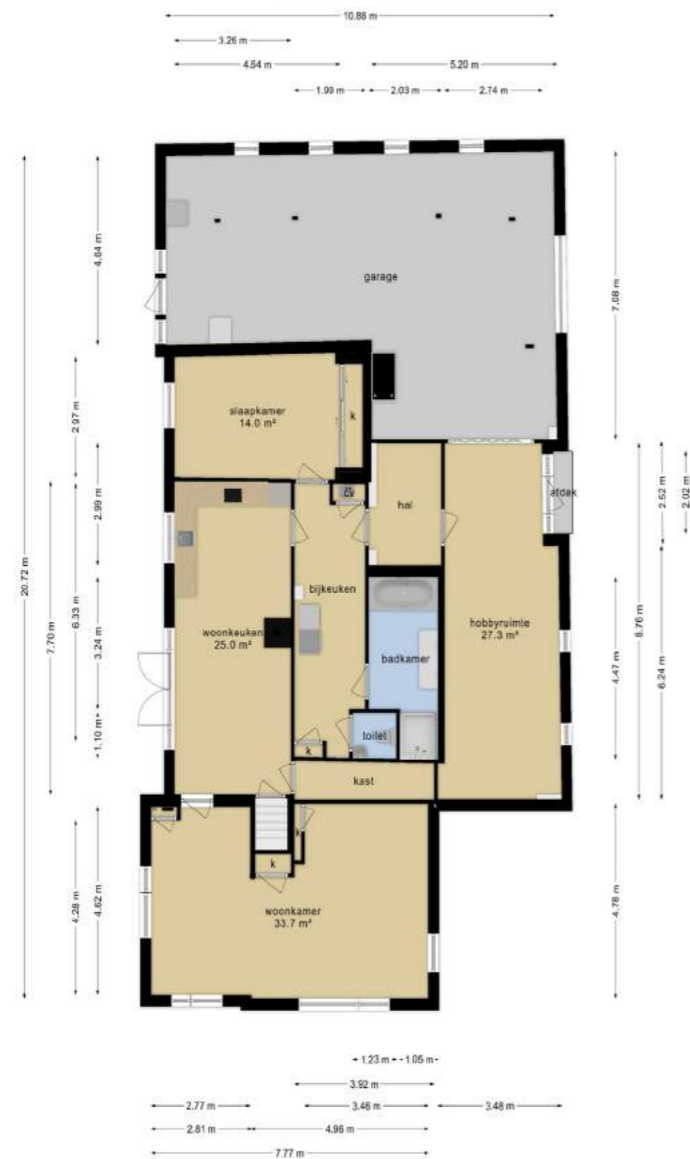 10.88 m
3.26 m
4.64 m
5.20 m
1.99 m
2.03 m
2.74 m
4.64 m
7.08 m
garage
slaapkamer
14.0 m²
k
2.97 m
cv
hal
afdak
2.99 m
2.52 m
2.02 m
20.72 m
7.70 m
6.33 m
3.24 m
bijkeuken
woonkeuken
25.0 m²
hobbyruimte
27.3 m²
badkamer
8.76 m
4.47 m
6.24 m
toilet
1.10 m
k
kast
k
k
woonkamer
33.7 m²
4.28 m
4.62 m
4.78 m
1.23 m
1.05 m
3.92 m
2.77 m
3.46 m
3.48 m
2.81 m
4.96 m
7.77 m